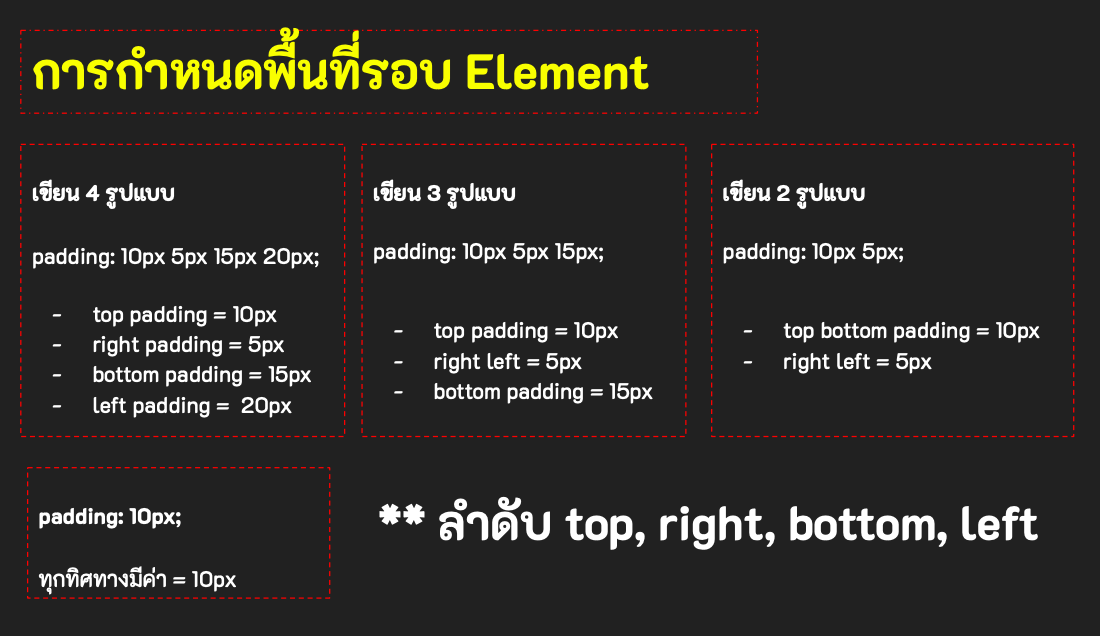 การกำหนดพื้นที่รอบ Element
เขียน 4 รูปแบบ
padding: 10px 5px 15px 20px;
- top padding = 10px
- right padding = 5px
- bottom padding = 15px
- left padding =  20px
เขียน 3 รูปแบบ
padding: 10px 5px 15px;
- top padding = 10px
- right left = 5px
- bottom padding = 15px
เขียน 2 รูปแบบ
padding: 10px 5px;
- top bottom padding = 10px
- right left = 5px
padding: 10px;
ทุกทิศทางมีค่า = 10px
** ลำดับ top, right, bottom, left